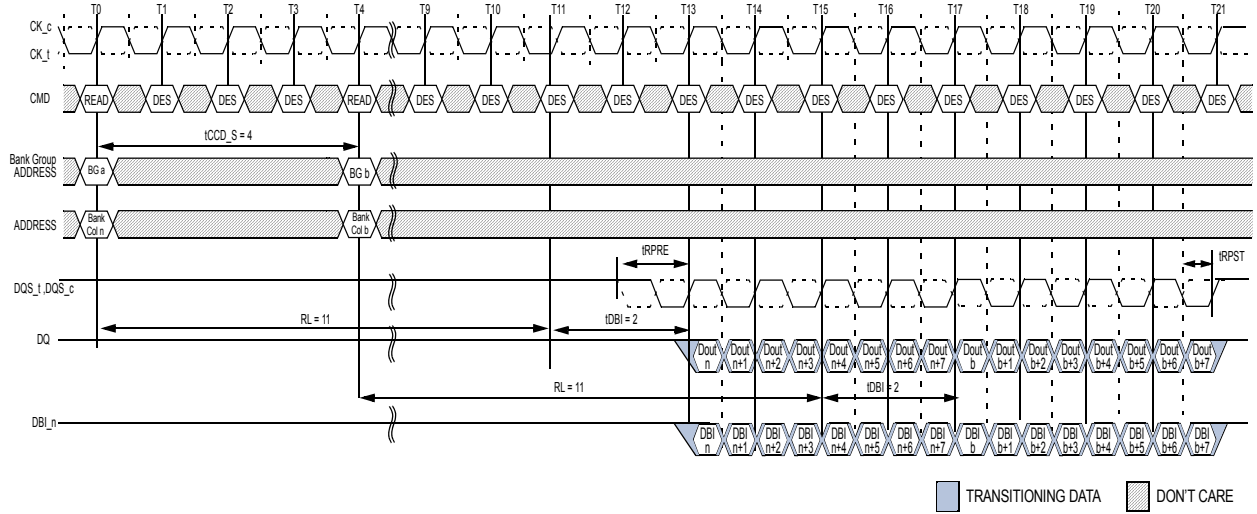 T0 T1 T2 T3 T4 T9 T10 T11 T12 T13 T14 T15 T16 T17 T18 T19 T20 T21
CK_c
CK_t
CMD READ DES DES DES READ DES DES DES DES DES DES DES DES DES DES DES DES DES
tCCD_S = 4
Bank Group
ADDRESS BG a BG b
ADDRESS Bank Col n Bank Col b
tRPRE tRPST
DQS_t ,DQS_c
RL = 11 tDBI = 2
DQ Dout n Dout n+1 Dout n+2 Dout n+3 Dout n+4 Dout n+5 Dout n+6 Dout n+7 Dout b Dout b+1 Dout b+2 Dout b+3 Dout b+4 Dout b+5 Dout b+6 Dout b+7
RL = 11 tDBI = 2
DBI_n DBI n DBI n+1 DBI n+2 DBI n+3 DBI n+4 DBI n+5 DBI n+6 DBI n+7 DBI b DBI b+1 DBI b+2 DBI b+3 DBI b+4 DBI b+5 DBI b+6 DBI b+7
TRANSITIONING DATA DON'T CARE